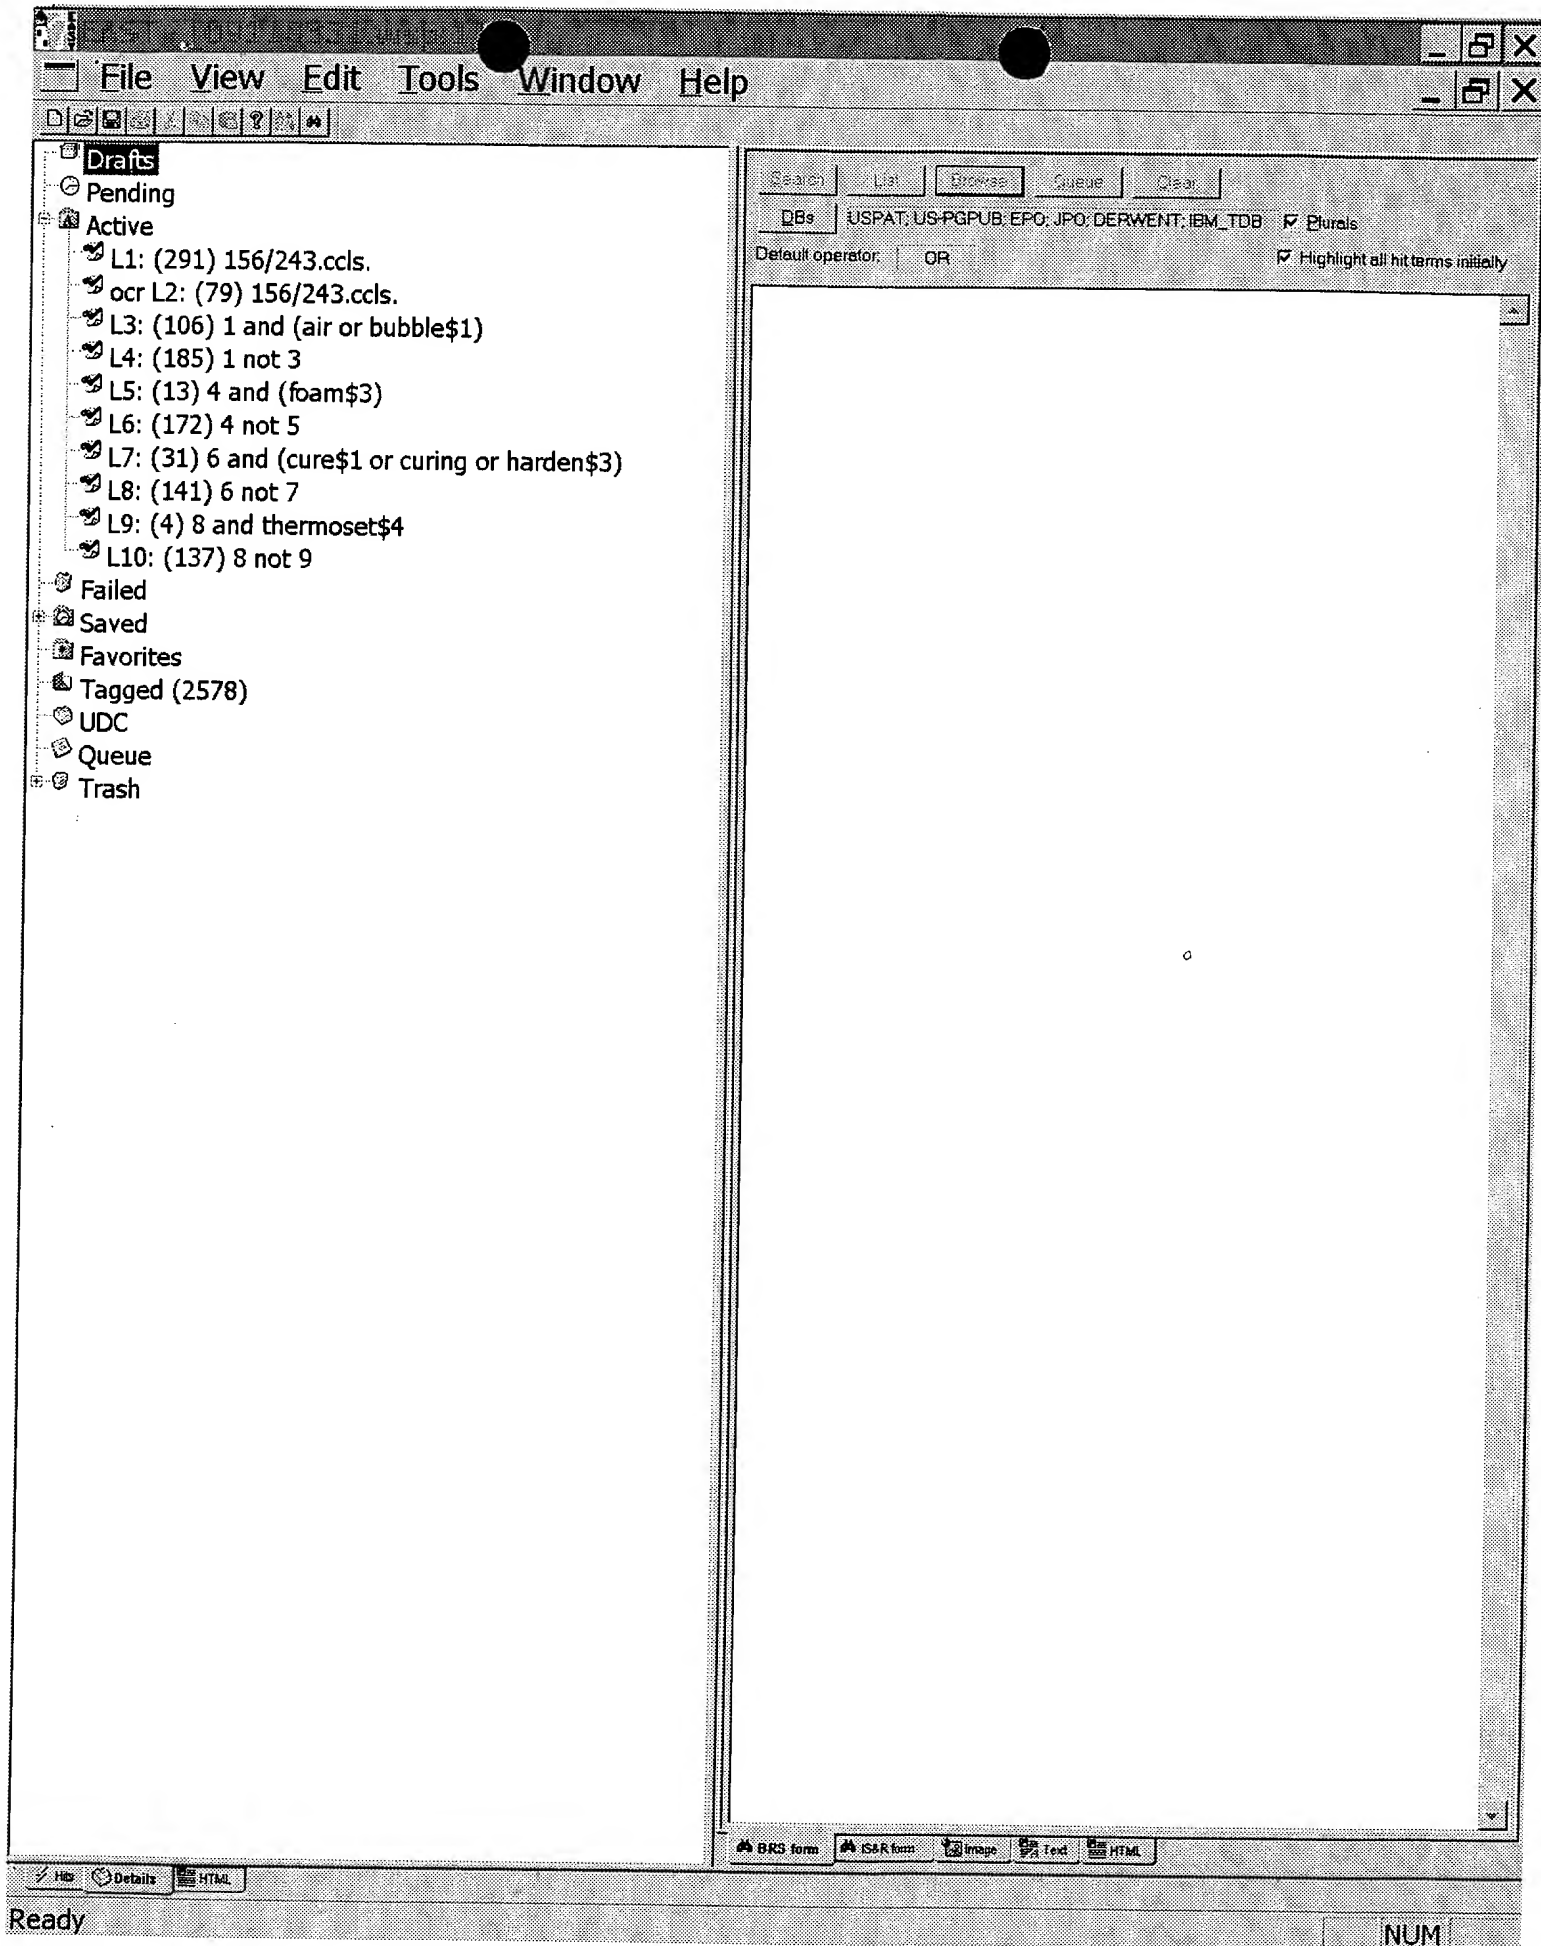 EAST
File View Edit Tools Window Help
Drafts
Pending
Active
L1: (291) 156/243.ccls.
ocr L2: (79) 156/243.ccls.
L3: (106) 1 and (air or bubble$1)
L4: (185) 1 not 3
L5: (13) 4 and (foam$3)
L6: (172) 4 not 5
L7: (31) 6 and (cure$1 or curing or harden$3)
L8: (141) 6 not 7
L9: (4) 8 and thermoset$4
L10: (137) 8 not 9
Failed
Saved
Favorites
Tagged (2578)
UDC
Queue
Trash
Search List Browse Queue Clear
DBs USPAT; US-PGPUB; EPO; JPO; DERWENT; IBM_TDB Plurals
Default operator: OR Highlight all hit terms initially
BRS form IS&R form Image Text HTML
Hits Details HTML
Ready
NUM